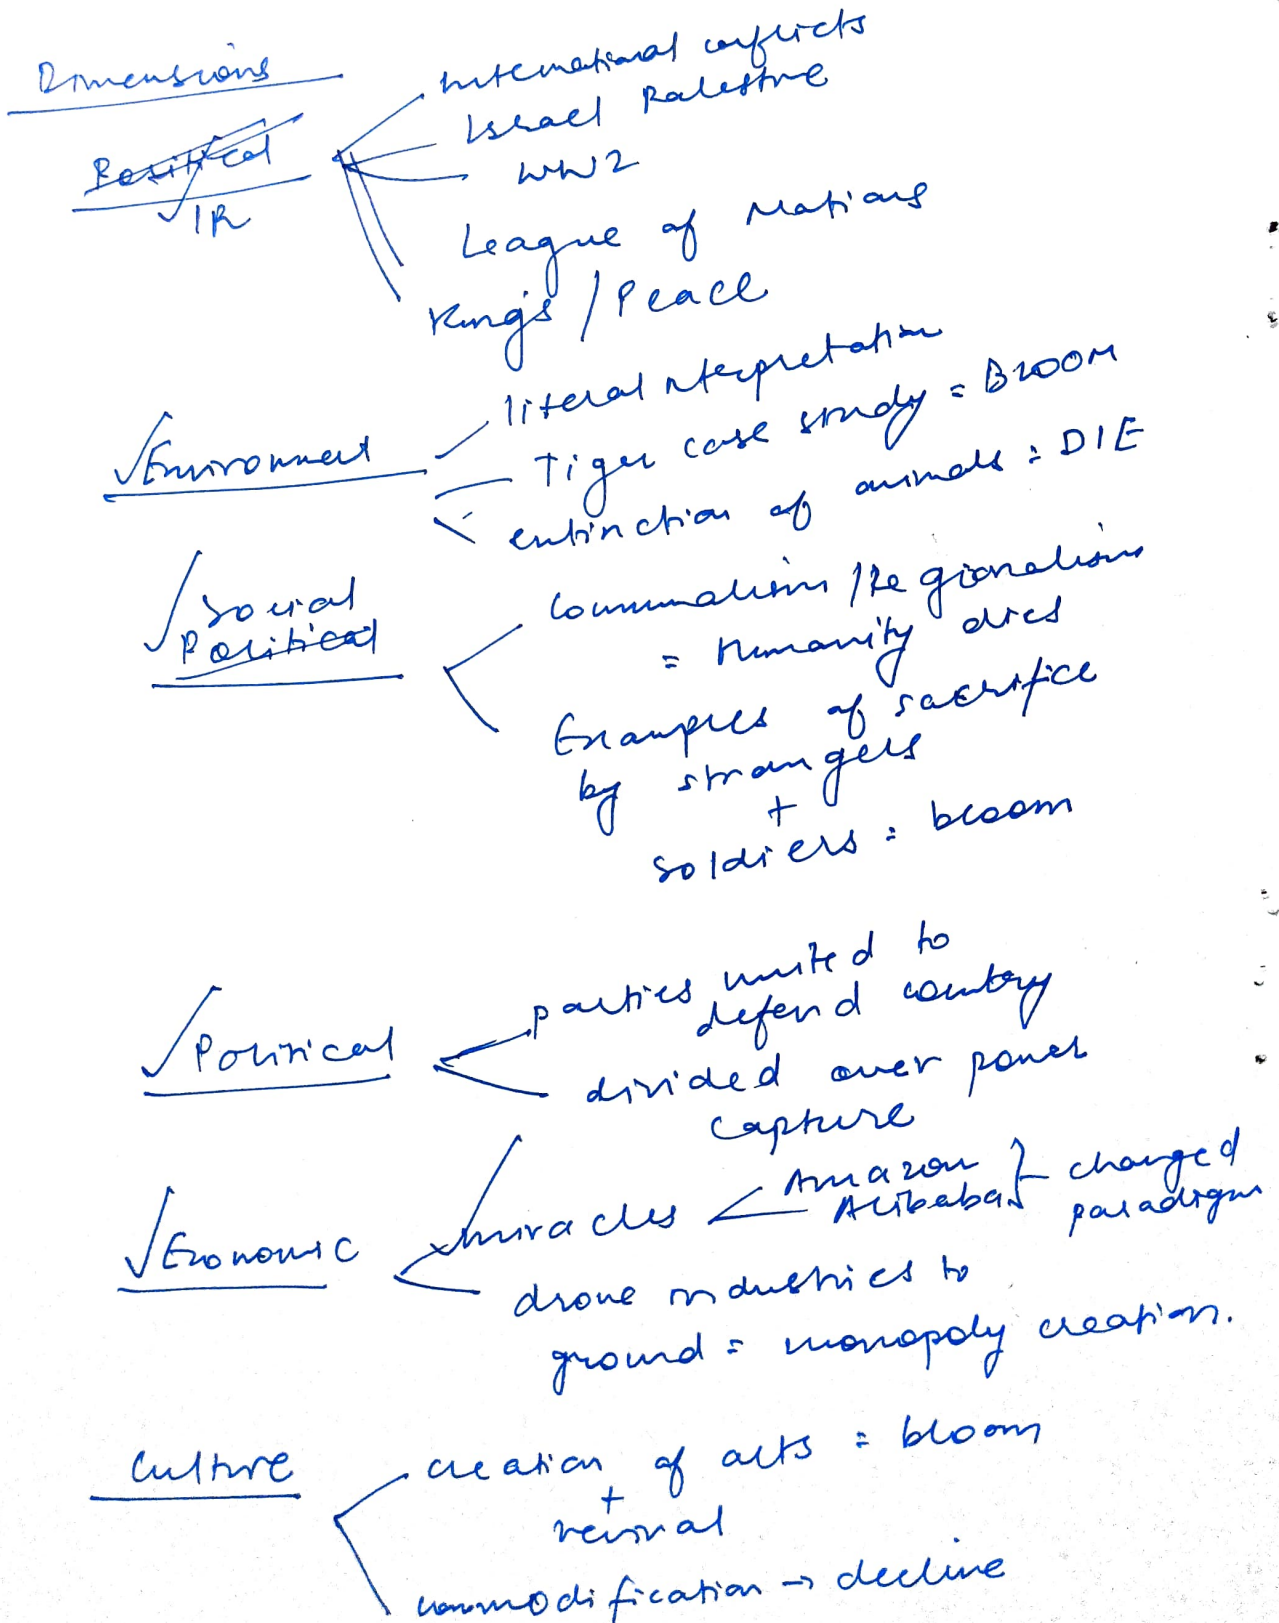 Dimensions
Political
IR
International conflicts
Israel Palestine
WW2
League of Nations
Kings / Peace
Environment
literal nterpretation
Tiger case study = BLOOM
extinction of animals = DIE
Social
Political
Communalism / Regionalism
= Humanity dies
Examples of sacrifice
by strangers
+
soldiers = bloom
Political
parties united to
defend country
divided over power
capture
Economic
miracles
Amazon
Alibaba
changed
paradigm
drove industries to
ground = monopoly creation.
Culture
creation of arts = bloom
+
revival
commodification → decline